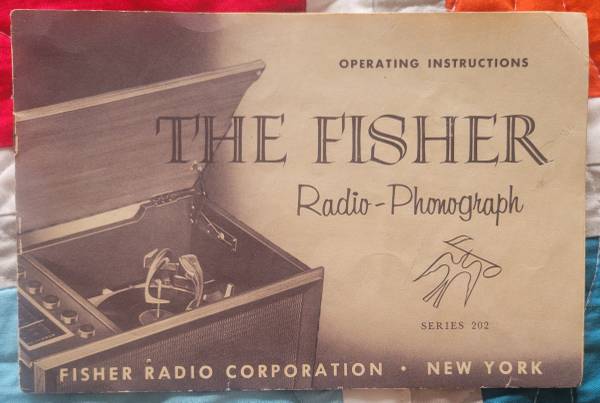 OPERATING INSTRUCTIONS
THE FISHER
Radio-Phonograph
SERIES 202
FISHER RADIO CORPORATION • NEW YORK